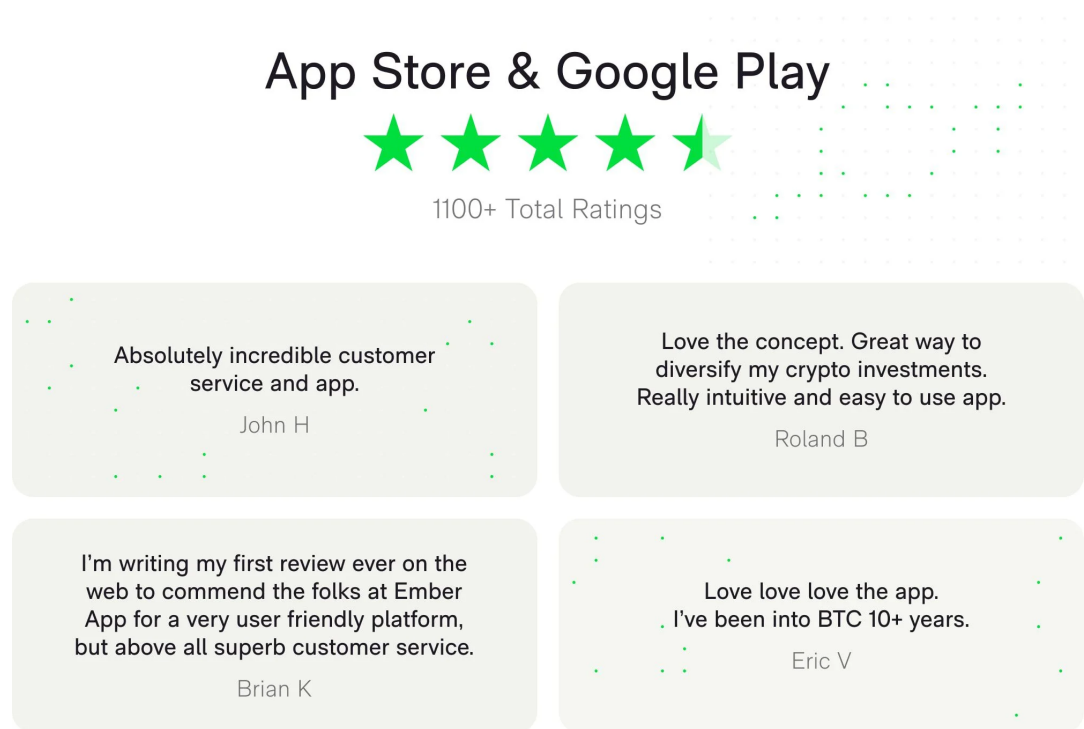 App Store & Google Play
1100+ Total Ratings
Absolutely incredible customer
service and app.
John H
Love the concept. Great way to
diversify my crypto investments.
Really intuitive and easy to use app.
Roland B
I’m writing my first review ever on the
web to commend the folks at Ember
App for a very user friendly platform,
but above all superb customer service.
Brian K
Love love love the app.
I’ve been into BTC 10+ years.
Eric V